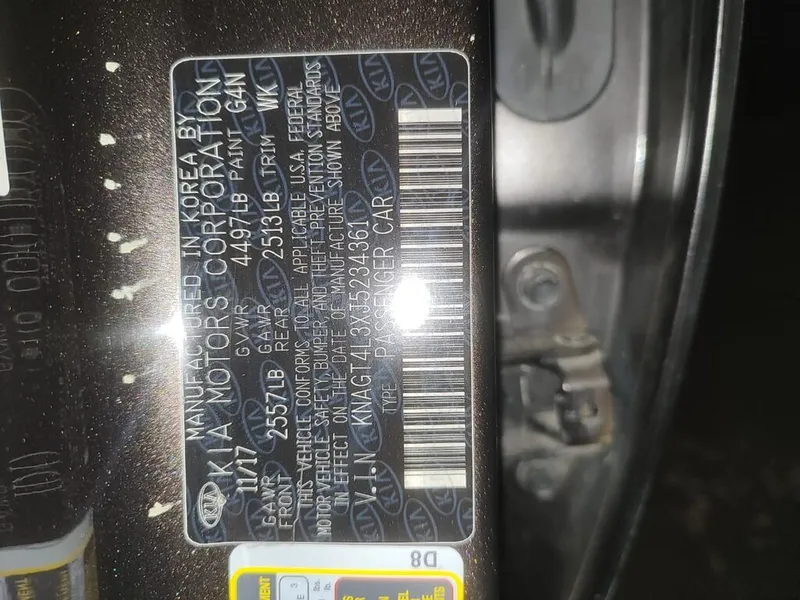 MANUFACTURED IN KOREA BY
KIA KIA MOTORS CORPORATION
11/17 GVWR 4497LB PAINT G4N
GAWR FRONT 2557LB GAWR REAR 2513LB TRIM WK
THIS VEHICLE CONFORMS TO ALL APPLICABLE U.S.A. FEDERAL
MOTOR VEHICLE SAFETY, BUMPER AND THEFT PREVENTION STANDARDS
IN EFFECT ON THE DATE OF MANUFACTURE SHOWN ABOVE
V.I.N KNAGT4L3XJ5234361
TYPE : PASSENGER CAR
D8